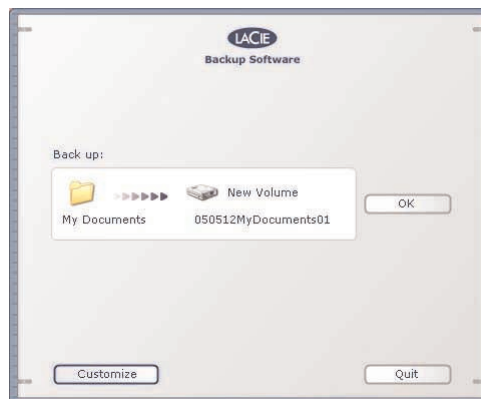 LACIE
Backup Software
Back up:
New Volume
My Documents 050512MyDocuments01
OK
Customize
Quit